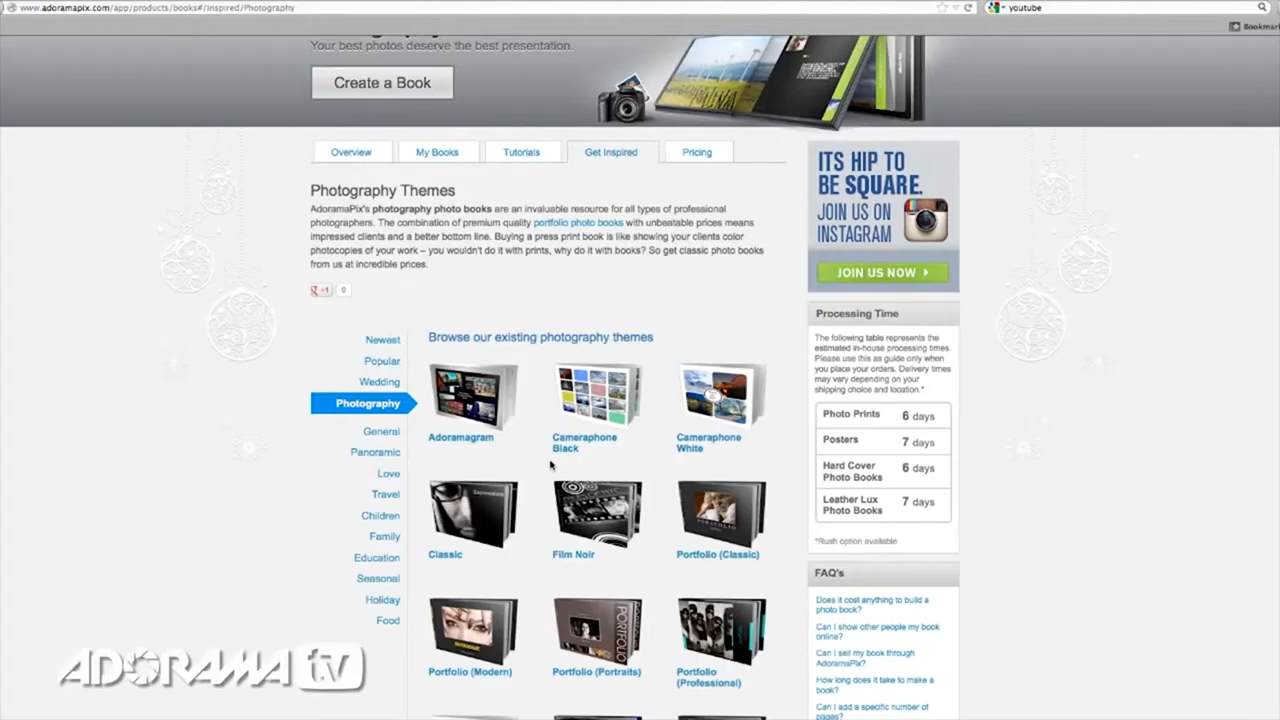 www.adoramapix.com/app/products/books#/inspired/Photography
youtube
Bookmar
Your best photos deserve the best presentation.
Create a Book
Overview
My Books
Tutorials
Get Inspired
Pricing
Photography Themes
AdoramaPix's photography photo books are an invaluable resource for all types of professional
photographers. The combination of premium quality portfolio photo books with unbeatable prices means
impressed clients and a better bottom line. Buying a press print book is like showing your clients color
photocopies of your work – you wouldn't do it with prints, why do it with books? So get classic photo books
from us at incredible prices.
+1
0
Newest
Popular
Wedding
Photography
General
Panoramic
Love
Travel
Children
Family
Education
Seasonal
Holiday
Food
Browse our existing photography themes
Adoramagram
Cameraphone
Black
Cameraphone
White
Classic
Film Noir
PORTFOLIO
Portfolio (Classic)
Portfolio (Modern)
PORTFOLIO
Portfolio (Portraits)
Portfolio
(Professional)
ITS HIP TO
BE SQUARE.
JOIN US ON
INSTAGRAM
JOIN US NOW
Processing Time
The following table represents the
estimated in-house processing times.
Please use this as guide only when
you place your orders. Delivery times
may vary depending on your
shipping choice and location.*
Photo Prints 6 days
Posters 7 days
Hard Cover
Photo Books 6 days
Leather Lux
Photo Books 7 days
*Rush option available
FAQ's
Does it cost anything to build a
photo book?
Can I show other people my book
online?
Can I sell my book through
AdoramaPix?
How long does it take to make a
book?
Can I add a specific number of
pages?
ADORAMA tv